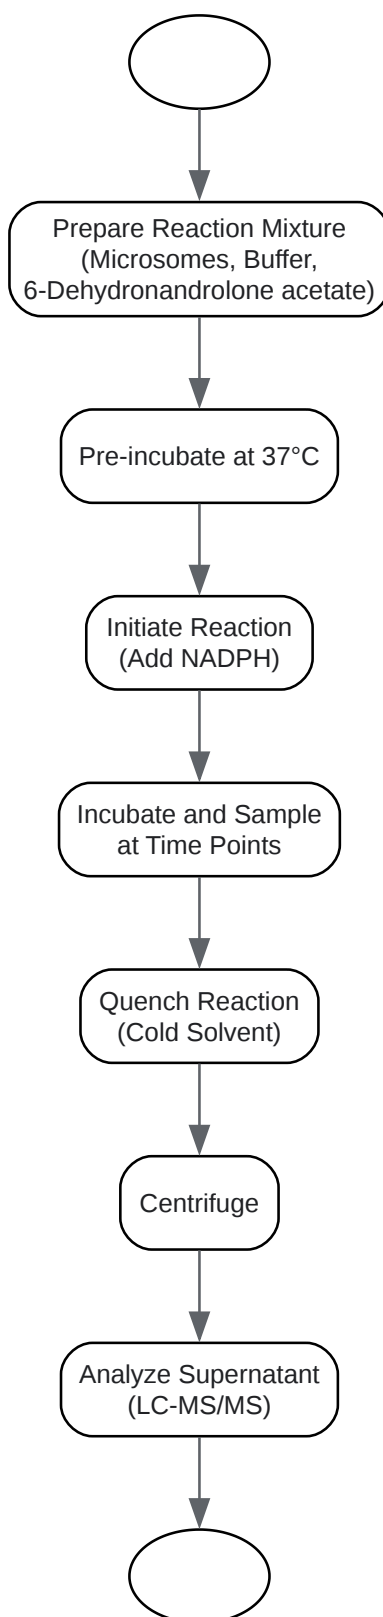 Prepare Reaction Mixture
(Microsomes, Buffer,
6-Dehydronandrolone acetate)
Pre-incubate at 37°C
Initiate Reaction
(Add NADPH)
Incubate and Sample
at Time Points
Quench Reaction
(Cold Solvent)
Centrifuge
Analyze Supernatant
(LC-MS/MS)